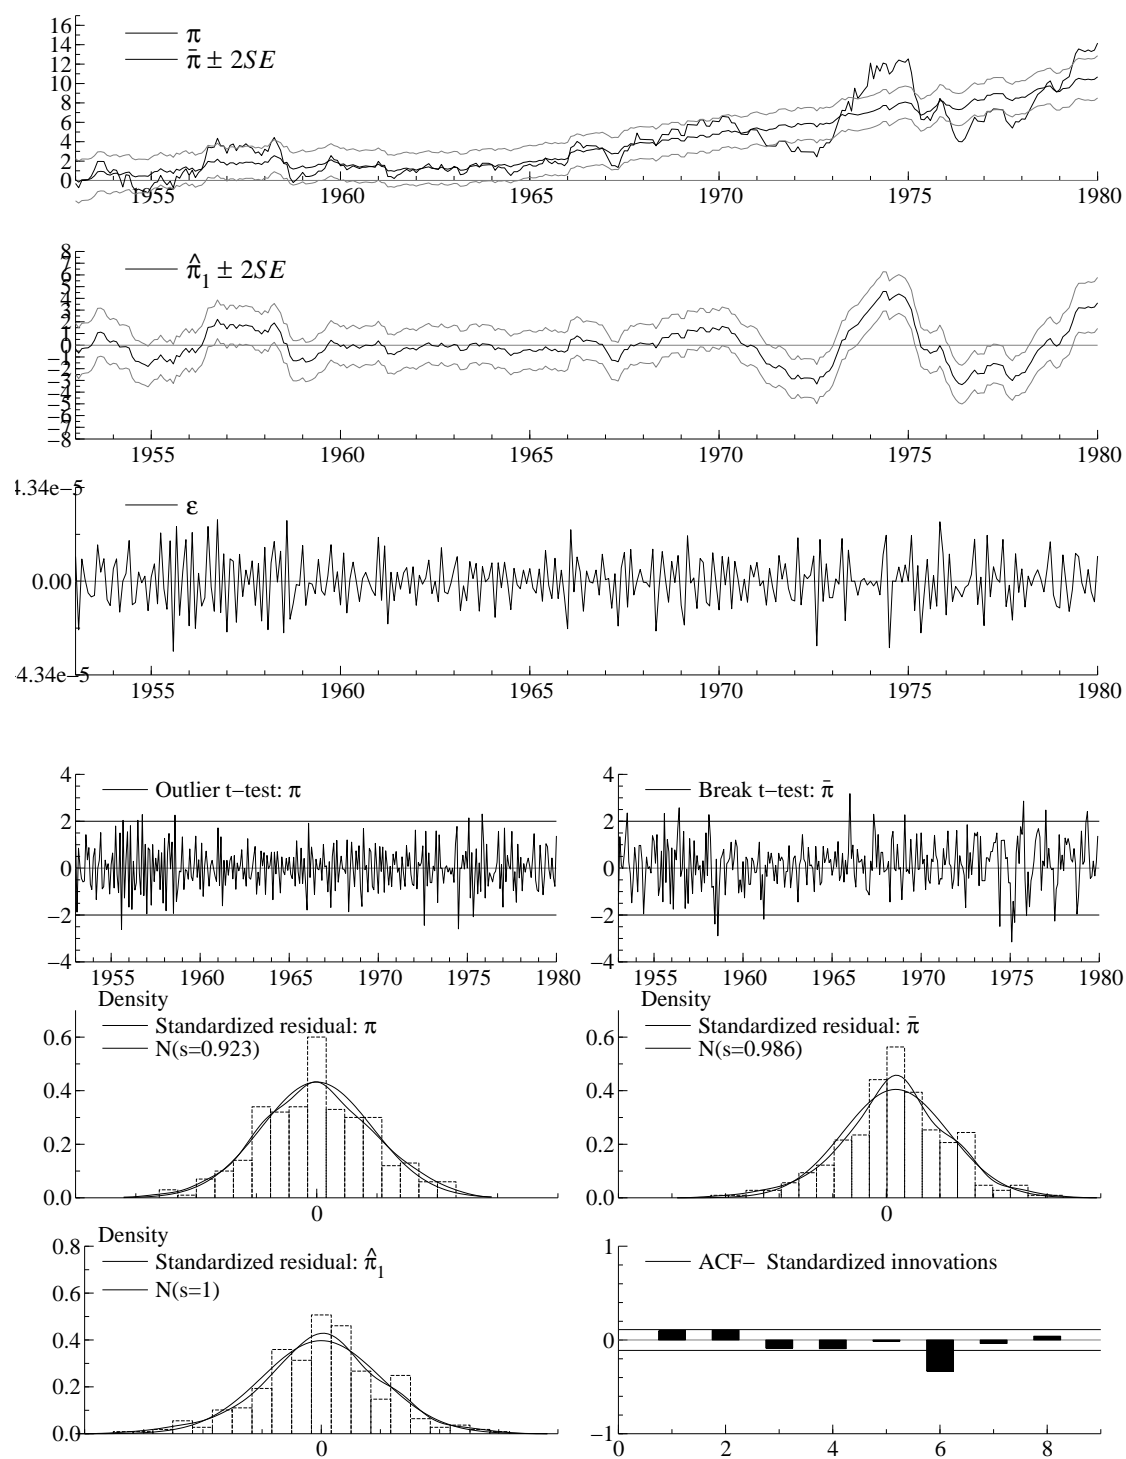 16
14
12
10
8
6
4
2
0
π
π̄ ± 2SE
1955 1960 1965 1970 1975 1980
8
7
6
5
4
3
2
1
0
−1
−2
−3
−4
−5
−6
−7
−8
π̂₁ ± 2SE
1955 1960 1965 1970 1975 1980
4.34e−5
ε
0.00
-4.34e−5
1955 1960 1965 1970 1975 1980
4
Outlier t−test: π
2
0
−2
−4
1955 1960 1965 1970 1975 1980
4
Break t−test: π̄
2
0
−2
−4
1955 1960 1965 1970 1975 1980
Density
Standardized residual: π
N(s=0.923)
0.6
0.4
0.2
0.0
0
Density
Standardized residual: π̄
N(s=0.986)
0.6
0.4
0.2
0.0
0
Density
0.8
Standardized residual: π̂₁
N(s=1)
0.6
0.4
0.2
0.0
0
1
ACF− Standardized innovations
0
−1
0 2 4 6 8